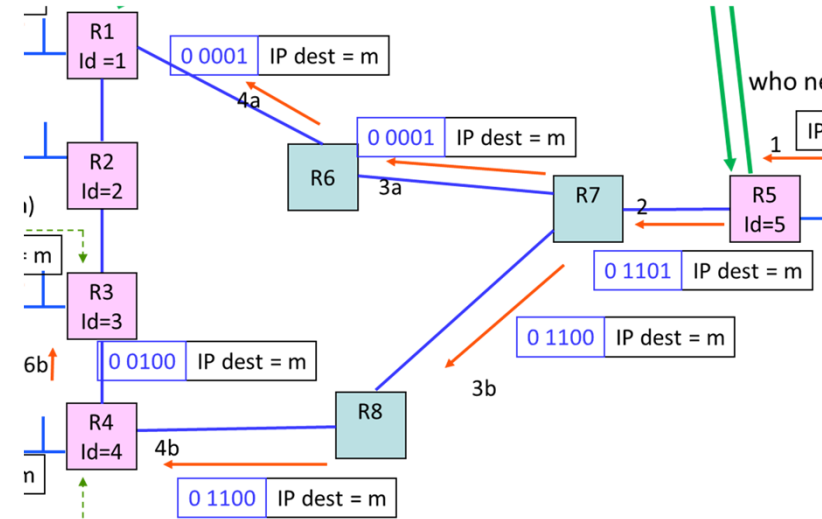 R1
Id =1
0 0001 IP dest = m
4a
who ne
0 0001 IP dest = m
1
IP
R2
Id=2
R6
3a
R7
2
R5
Id=5
a)
= m
0 1101 IP dest = m
R3
Id=3
0 1100 IP dest = m
6b
0 0100 IP dest = m
3b
R8
R4
Id=4
4b
m
0 1100 IP dest = m